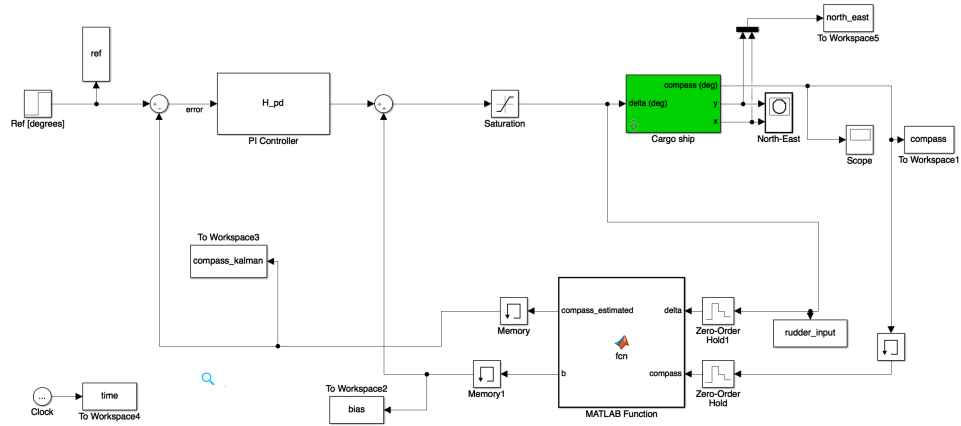 north_east
To Workspace5
ref
Ref [degrees]
+
−
error
H_pd
PI Controller
+
+
Saturation
delta (deg)
compass (deg)
y
x
Cargo ship
North-East
Scope
compass
To Workspace1
To Workspace3
compass_kalman
Memory
compass_estimated
delta
fcn
b
compass
MATLAB Function
Zero-Order
Hold1
rudder_input
Zero-Order
Hold
Memory1
To Workspace2
bias
...
Clock
time
To Workspace4